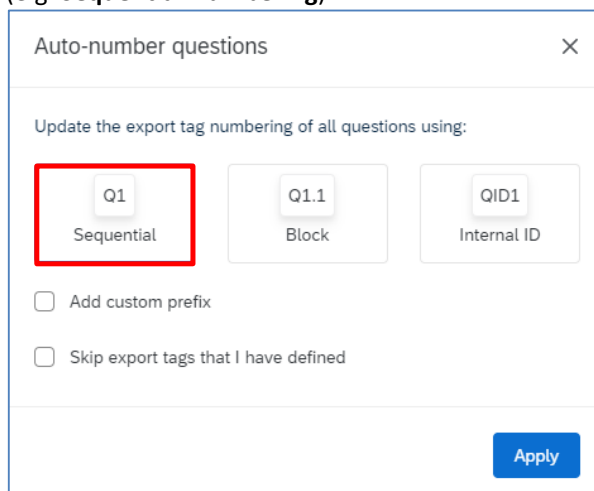 Auto-number questions
Update the export tag numbering of all questions using:
Q1 Q1.1 QID1
Sequential Block Internal ID
Add custom prefix
Skip export tags that I have defined
Apply